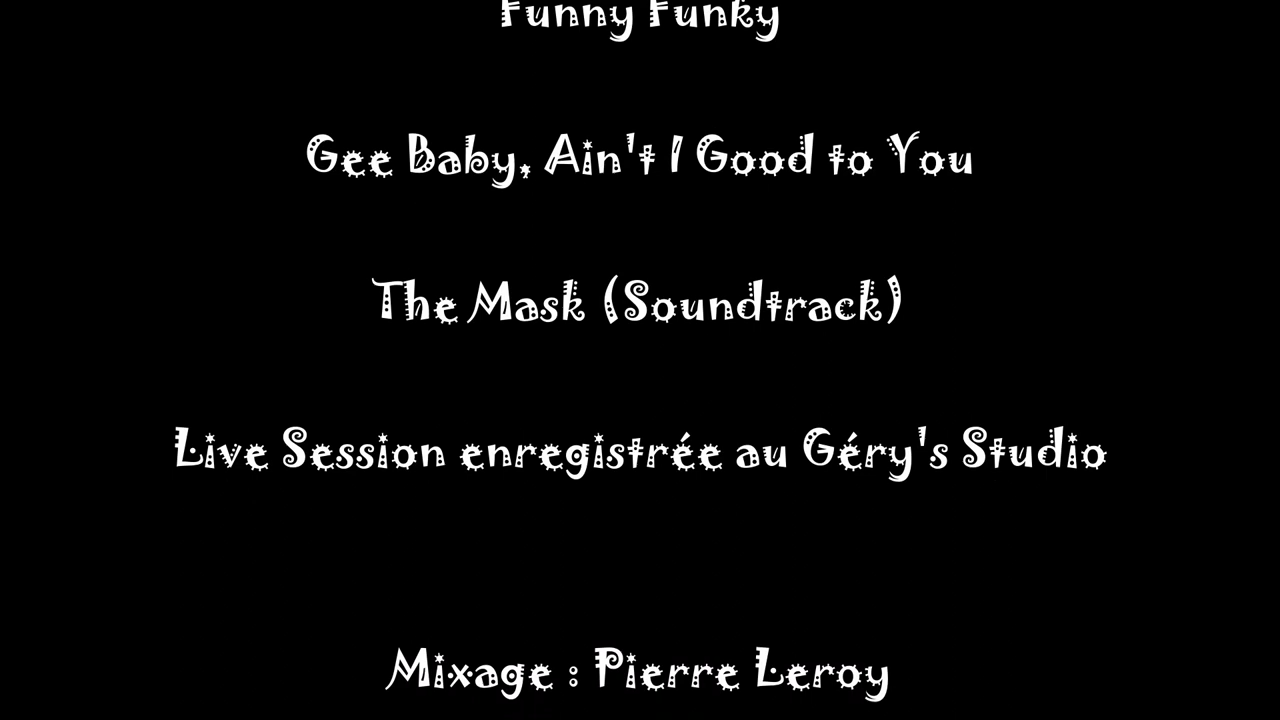 Funny Funky
Gee Baby, Ain't I Good to You
The Mask (Soundtrack)
Live Session enregistrée au Géry's Studio
Mixage : Pierre Leroy